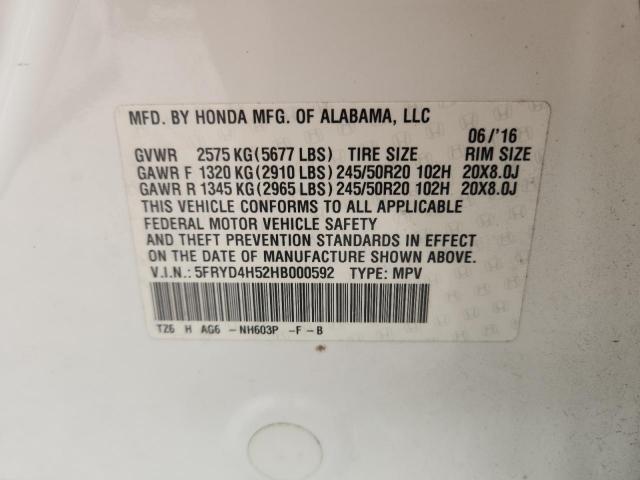 MFD. BY HONDA MFG. OF ALABAMA, LLC
06/'16
GVWR 2575 KG(5677 LBS) TIRE SIZE RIM SIZE
GAWR F 1320 KG(2910 LBS) 245/50R20 102H 20X8.0J
GAWR R 1345 KG(2965 LBS) 245/50R20 102H 20X8.0J
THIS VEHICLE CONFORMS TO ALL APPLICABLE
FEDERAL MOTOR VEHICLE SAFETY
AND THEFT PREVENTION STANDARDS IN EFFECT
ON THE DATE OF MANUFACTURE SHOWN ABOVE.
V.I.N.: 5FRYD4H52HB000592 TYPE: MPV
TZ6 H AG6 -NH603P -F-B